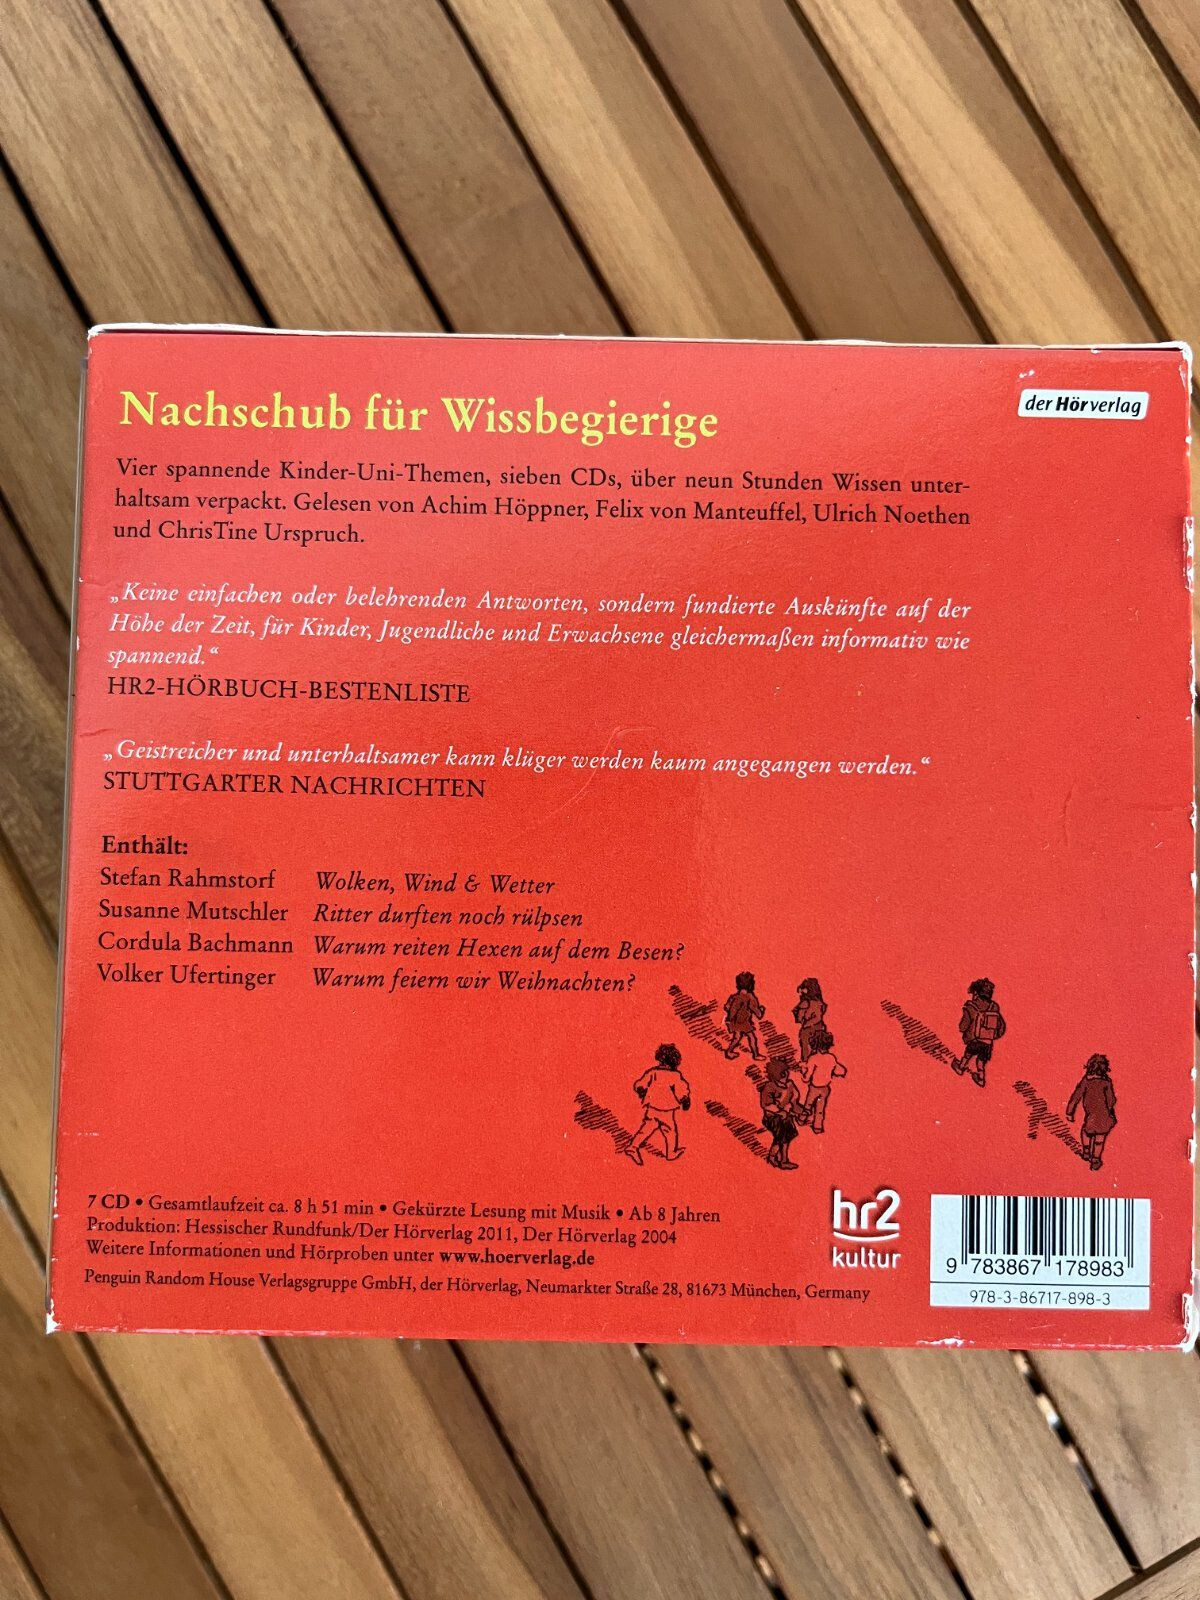 Nachschub für Wissbegierige
der Hörverlag
Vier spannende Kinder-Uni-Themen, sieben CDs, über neun Stunden Wissen unter-
haltsam verpackt. Gelesen von Achim Höppner, Felix von Manteuffel, Ulrich Noethen
und ChrisTine Urspruch.
„Keine einfachen oder belehrenden Antworten, sondern fundierte Auskünfte auf der
Höhe der Zeit, für Kinder, Jugendliche und Erwachsene gleichermaßen informativ wie
spannend.“
HR2-HÖRBUCH-BESTENLISTE
„Geistreicher und unterhaltsamer kann klüger werden kaum angegangen werden.“
STUTTGARTER NACHRICHTEN
Enthält:
Stefan Rahmstorf Wolken, Wind & Wetter
Susanne Mutschler Ritter durften noch rülpsen
Cordula Bachmann Warum reiten Hexen auf dem Besen?
Volker Ufertinger Warum feiern wir Weihnachten?
7 CD • Gesamtlaufzeit ca. 8 h 51 min • Gekürzte Lesung mit Musik • Ab 8 Jahren
Produktion: Hessischer Rundfunk/Der Hörverlag 2011, Der Hörverlag 2004
Weitere Informationen und Hörproben unter www.hoerverlag.de
Penguin Random House Verlagsgruppe GmbH, der Hörverlag, Neumarkter Straße 28, 81673 München, Germany
hr2
kultur
9 783867 178983
978-3-86717-898-3